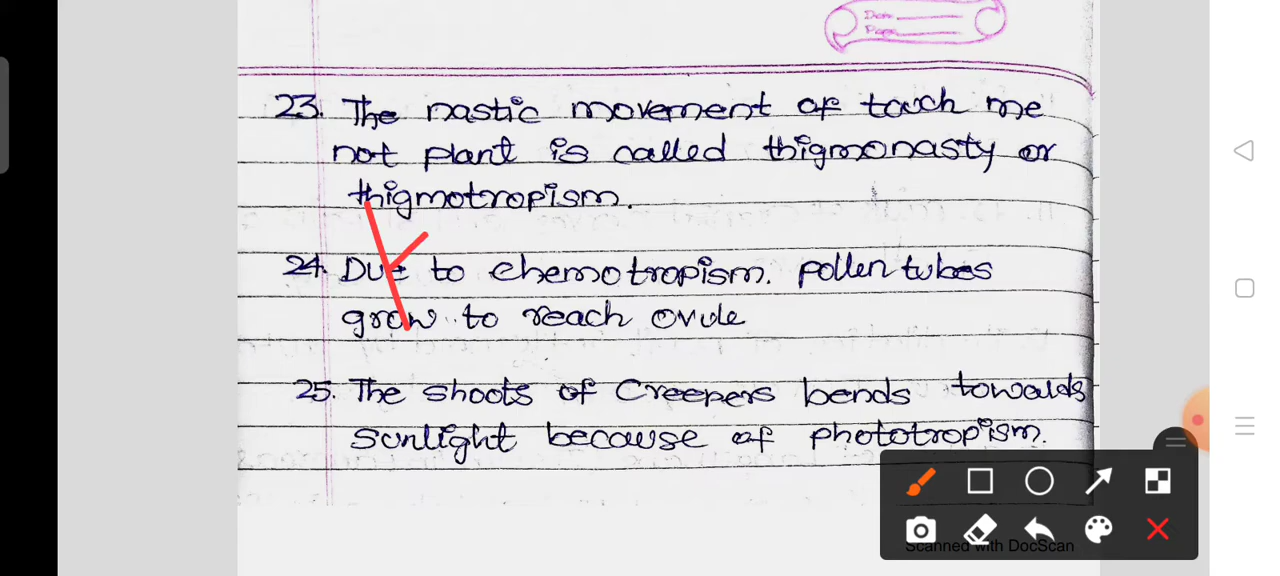 Date
Page
23. The nastic movement of touch me
not plant is called thigmonasty or
thigmotropism.
24. Due to chemotropism. pollen tubes
grow to reach ovule
25. The shoots of Creepers bends towards
sunlight because of phototropism.
Scanned with DocScan